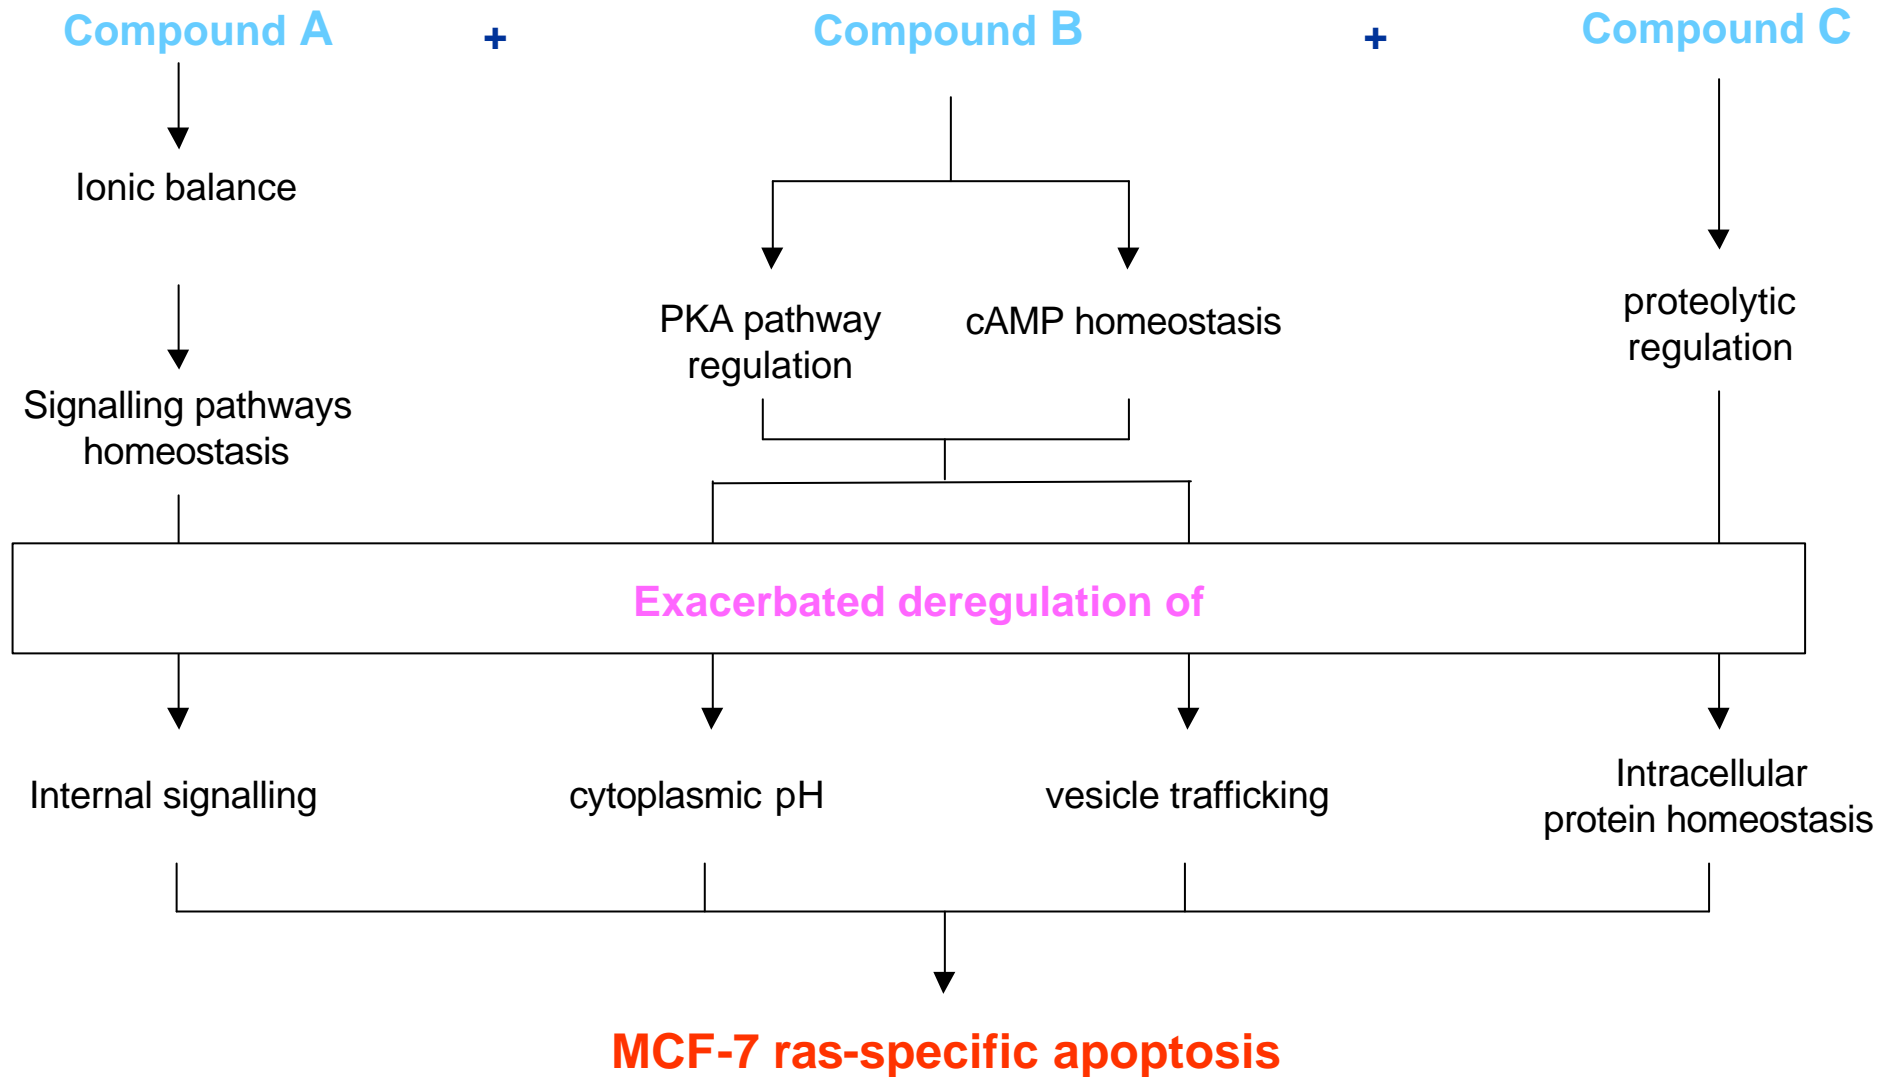 Compound A + Compound B + Compound C
Ionic balance
PKA pathway
regulation
cAMP homeostasis
proteolytic
regulation
Signalling pathways
homeostasis
Exacerbated deregulation of
Internal signalling
cytoplasmic pH
vesicle trafficking
Intracellular
protein homeostasis
MCF-7 ras-specific apoptosis